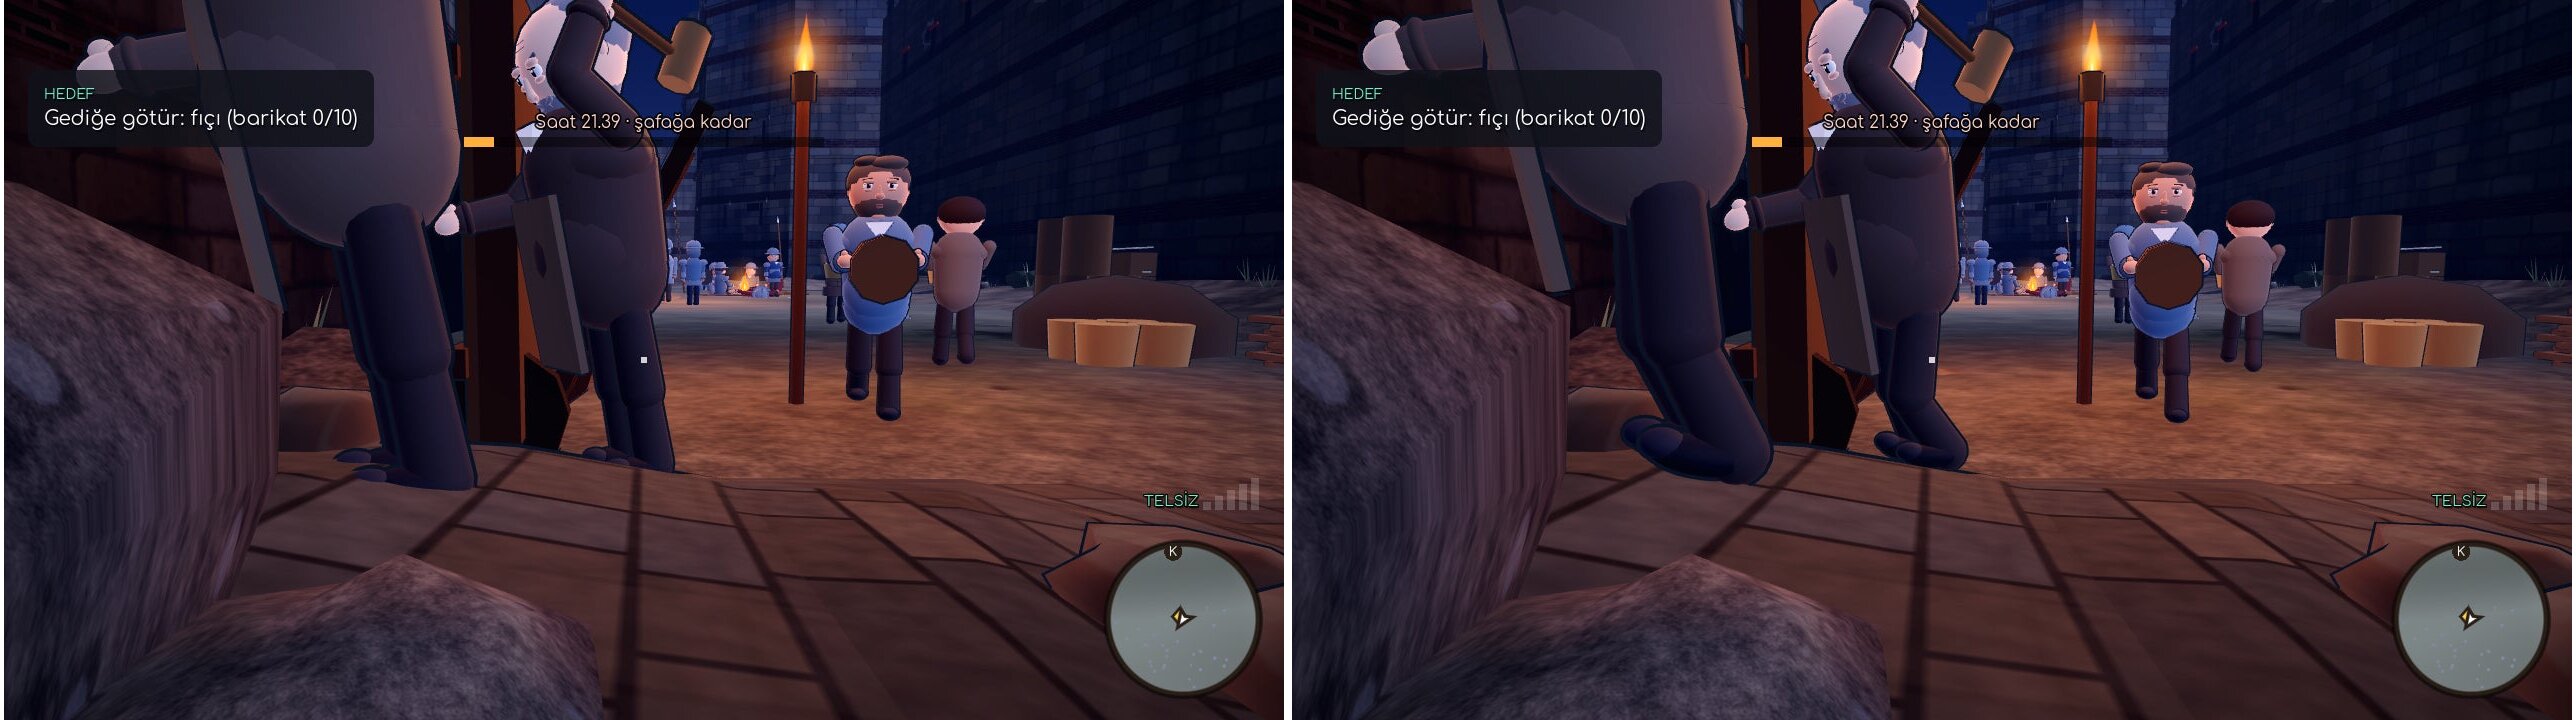 HEDEF
Gediğe götür: fıçı (barikat 0/10)
Saat 21.39 · şafağa kadar
TELSİZ
K
HEDEF
Gediğe götür: fıçı (barikat 0/10)
Saat 21.39 · şafağa kadar
TELSİZ
K